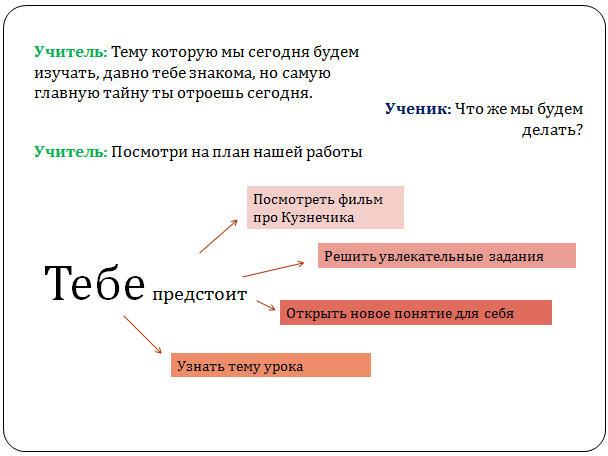 Учитель: Тему которую мы сегодня будем
изучать, давно тебе знакома, но самую
главную тайну ты отроешь сегодня.
Ученик: Что же мы будем
делать?
Учитель: Посмотри на план нашей работы
Посмотреть фильм
про Кузнечика
Решить увлекательные задания
Тебе предстоит
Открыть новое понятие для себя
Узнать тему урока